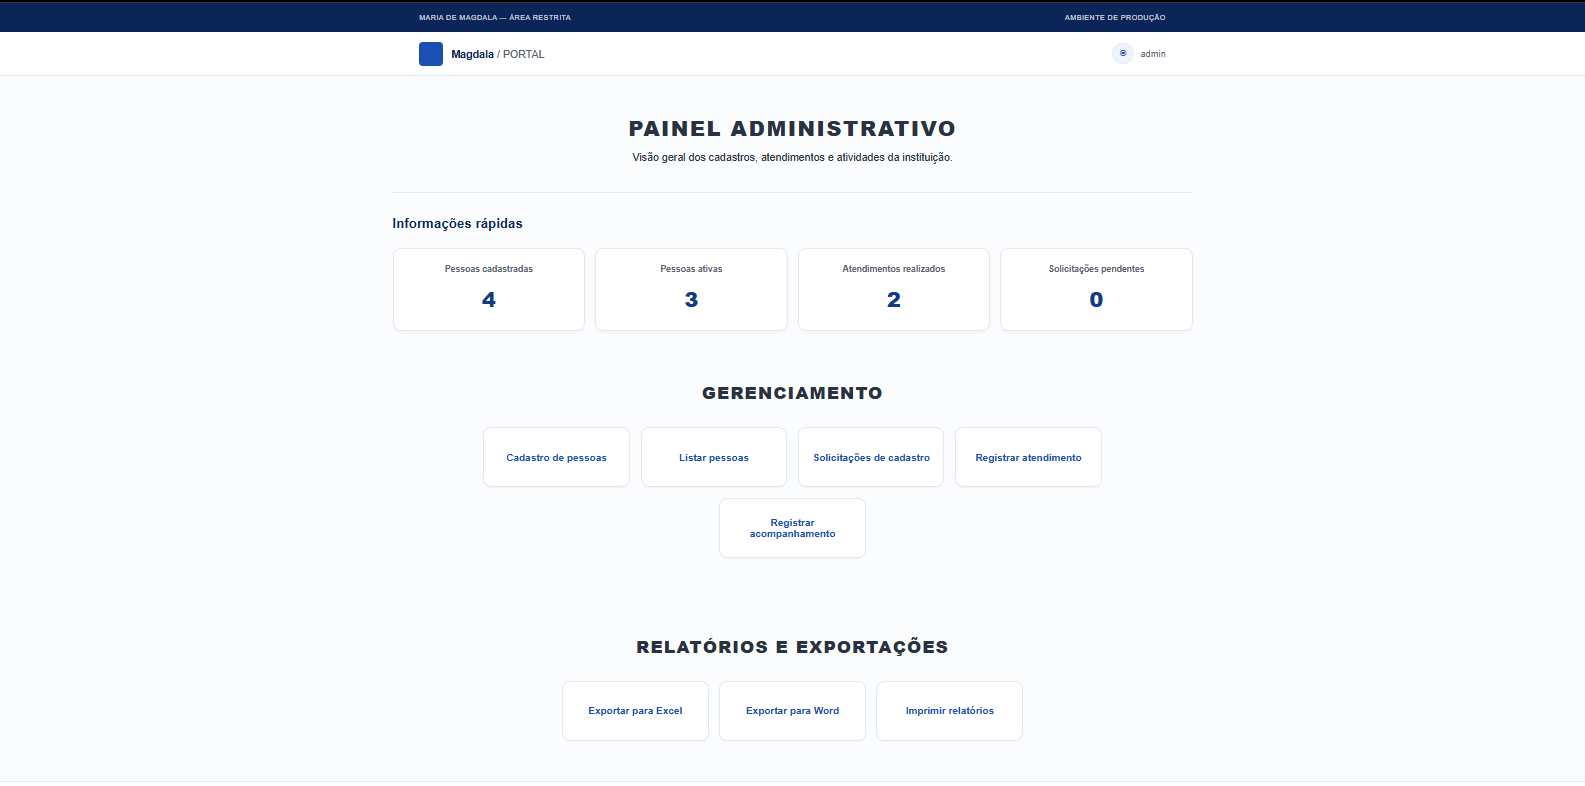 MARIA DE MAGDALA — ÁREA RESTRITA
AMBIENTE DE PRODUÇÃO
Magdala / PORTAL
admin
PAINEL ADMINISTRATIVO
Visão geral dos cadastros, atendimentos e atividades da instituição.
Informações rápidas
Pessoas cadastradas
4
Pessoas ativas
3
Atendimentos realizados
2
Solicitações pendentes
0
GERENCIAMENTO
Cadastro de pessoas
Listar pessoas
Solicitações de cadastro
Registrar atendimento
Registrar
acompanhamento
RELATÓRIOS E EXPORTAÇÕES
Exportar para Excel
Exportar para Word
Imprimir relatórios